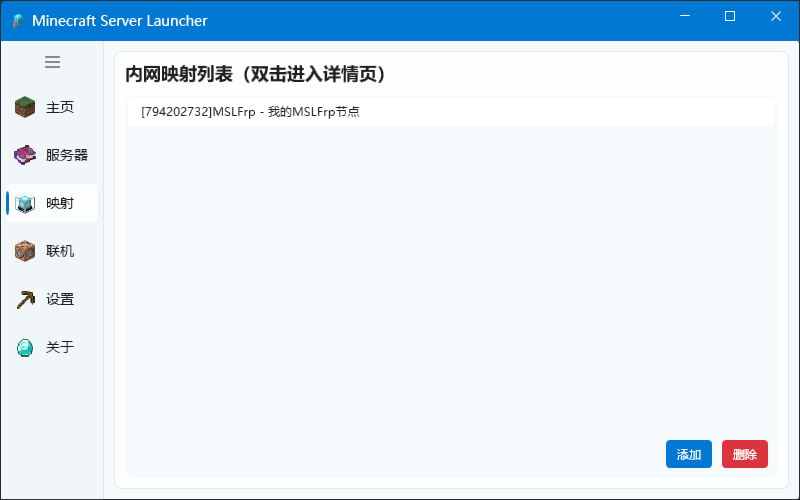 Minecraft Server Launcher
主页
服务器
映射
联机
设置
关于
内网映射列表（双击进入详情页）
[794202732]MSLFrp - 我的MSLFrp节点
添加
删除